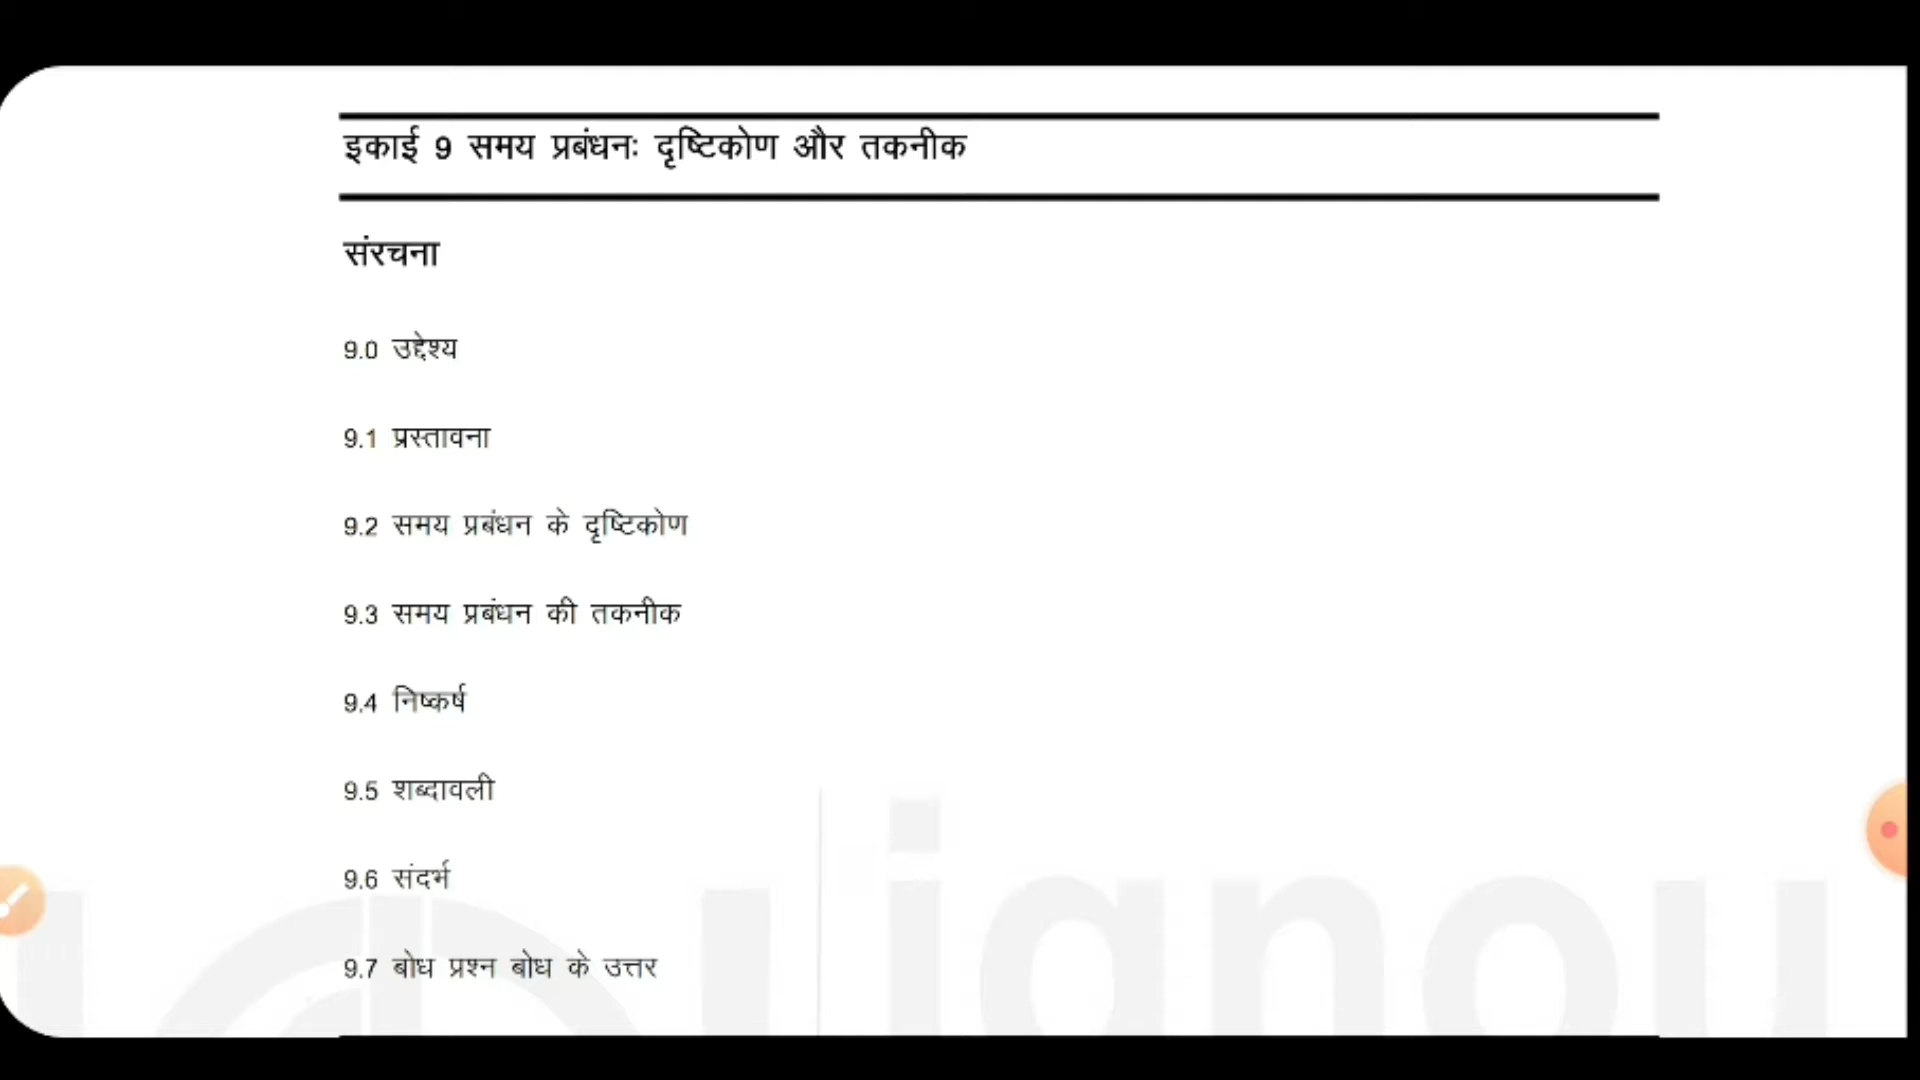 इकाई 9 समय प्रबंधनः दृष्टिकोण और तकनीक
संरचना
9.0 उद्देश्य
9.1 प्रस्तावना
9.2 समय प्रबंधन के दृष्टिकोण
9.3 समय प्रबंधन की तकनीक
9.4 निष्कर्ष
9.5 शब्दावली
9.6 संदर्भ
9.7 बोध प्रश्न बोध के उत्तर
ignou